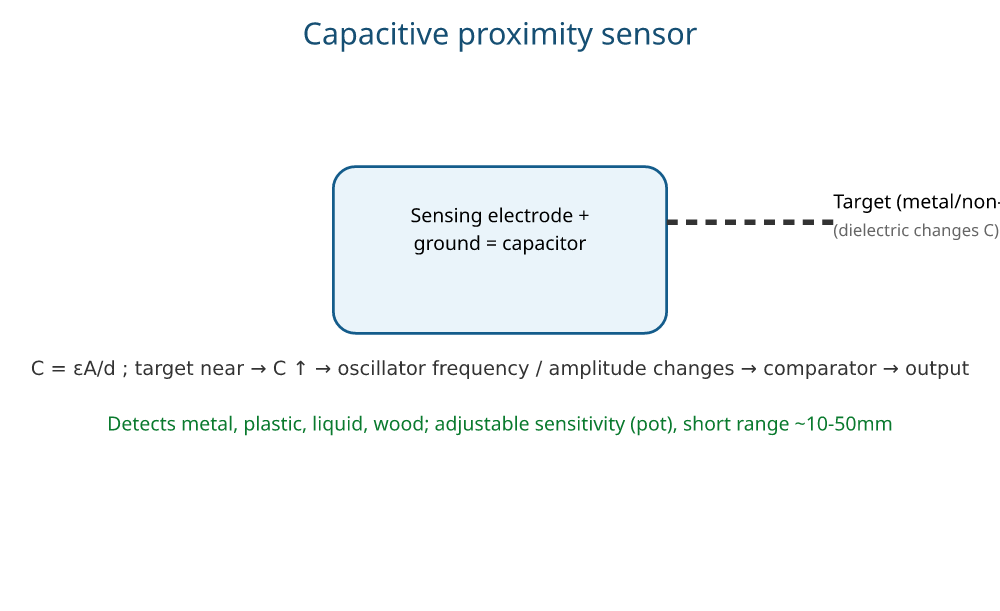 Capacitive proximity sensor
Sensing electrode +
ground = capacitor
Target (metal/non-
(dielectric changes C)
C = εA/d ; target near → C ↑ → oscillator frequency / amplitude changes → comparator → output
Detects metal, plastic, liquid, wood; adjustable sensitivity (pot), short range ~10-50mm